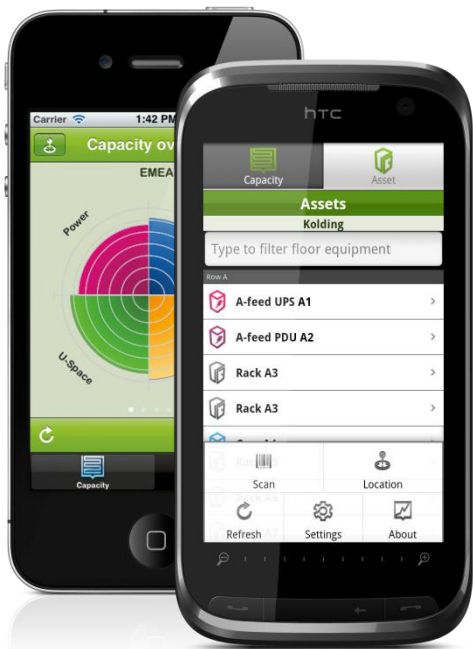 Carrier
1:42 PM
Capacity ov
EMEA
Power
U-Space
Capacity
hTC
Capacity
Asset
Assets
Kolding
Type to filter floor equipment
Row A
A-feed UPS A1
A-feed PDU A2
Rack A3
Rack A3
Scan
Location
Refresh
Settings
About